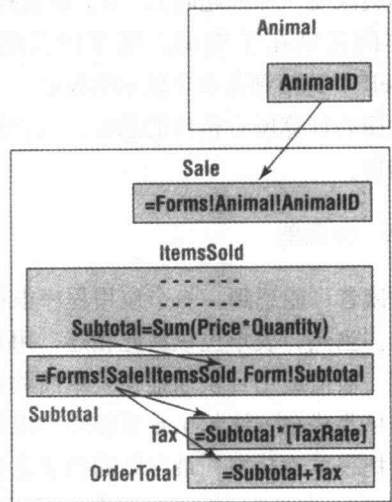 Animal
AnimalID
Sale
=Forms!Animal!AnimalID
ItemsSold
Subtotal=Sum(Price*Quantity)
=Forms!Sale!ItemsSold.Form!Subtotal
Subtotal
Tax =Subtotal*[TaxRate]
OrderTotal =Subtotal+Tax